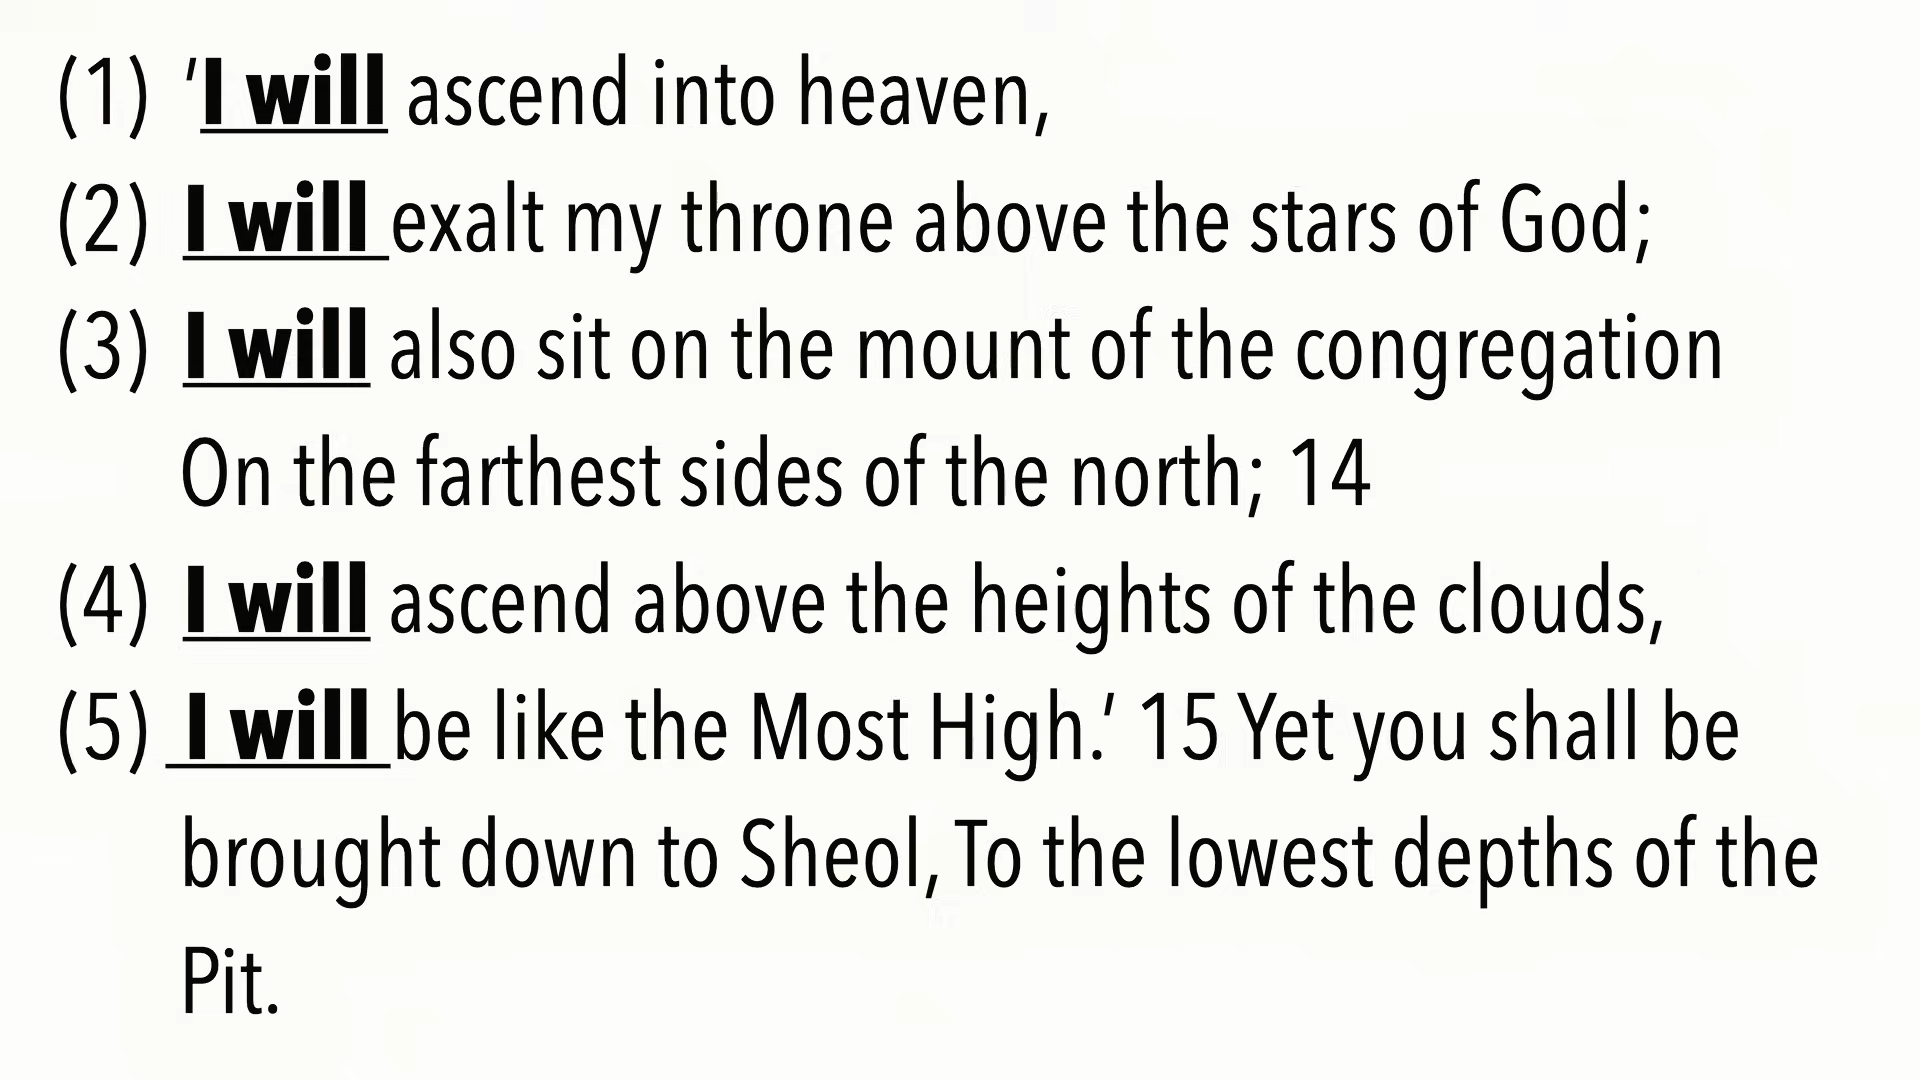 (1) 'I will ascend into heaven,
(2) I will exalt my throne above the stars of God;
(3) I will also sit on the mount of the congregation
On the farthest sides of the north; 14
(4) I will ascend above the heights of the clouds,
(5) I will be like the Most High.' 15 Yet you shall be
brought down to Sheol, To the lowest depths of the
Pit.